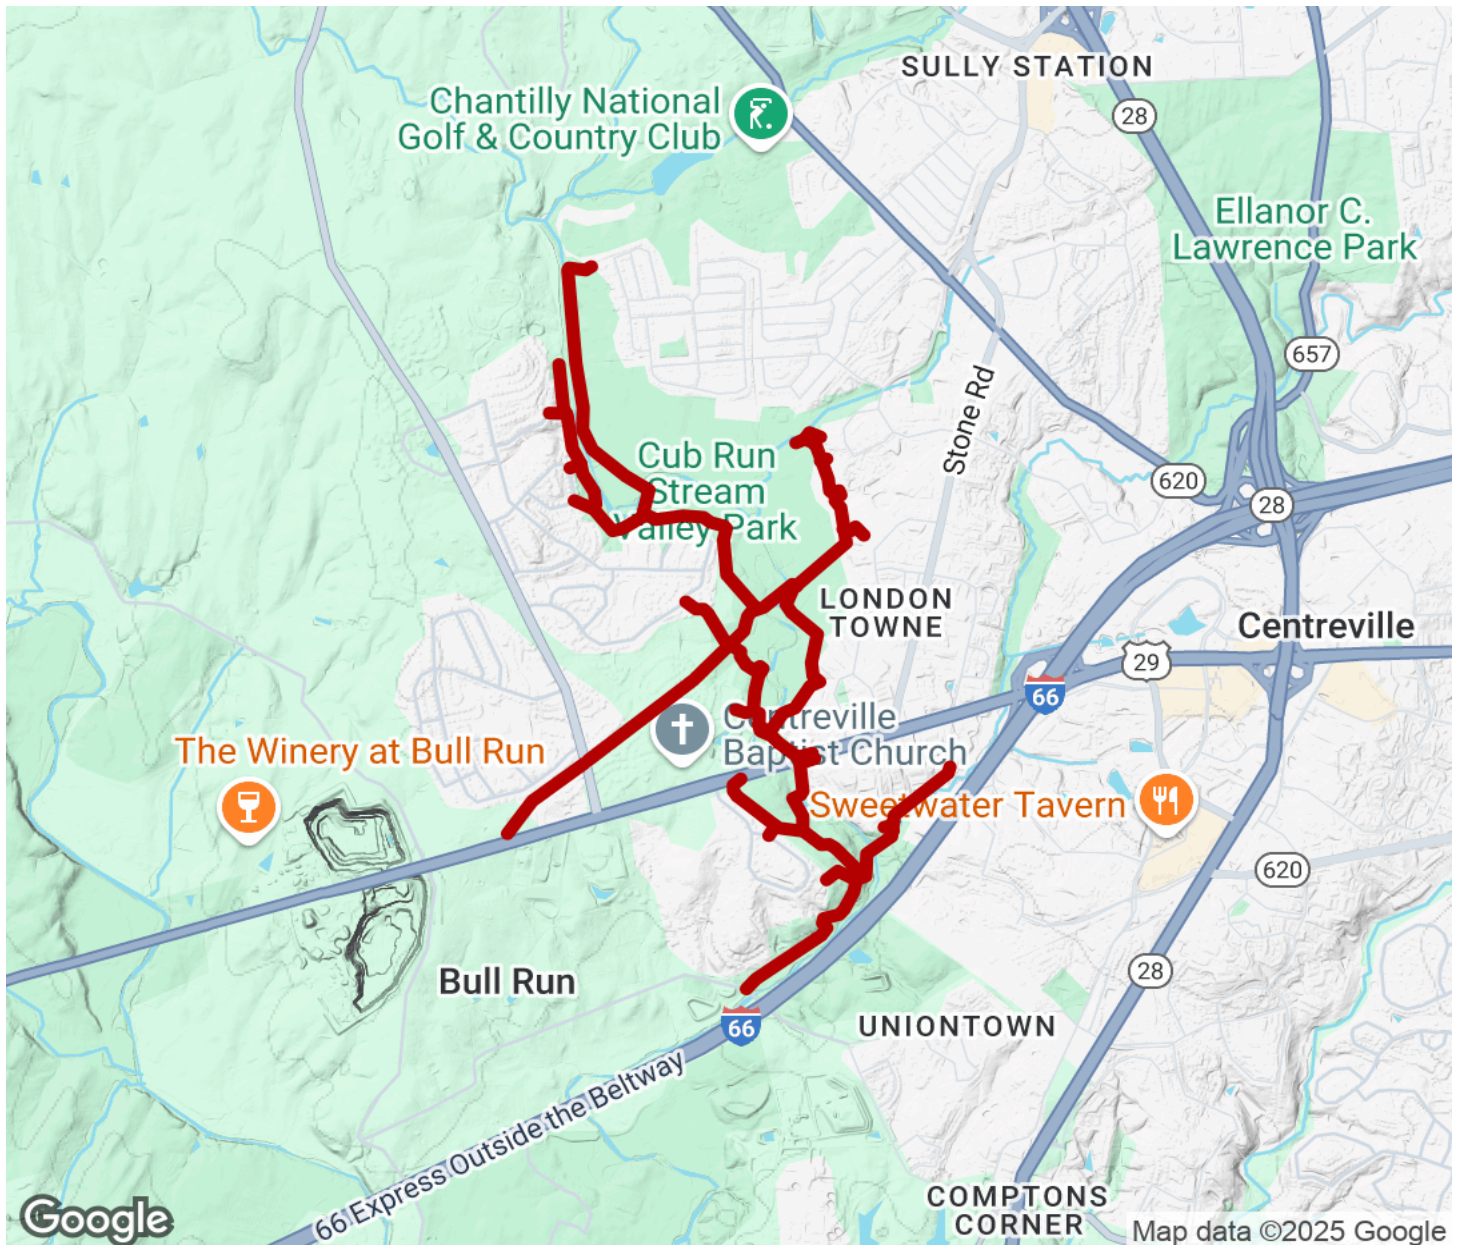 SULLY STATION
Chantilly National
Golf & Country Club
28
Ellanor C.
Lawrence Park
657
Stone Rd
Cub Run
Stream
Valley Park
620
28
LONDON
TOWNE
Centreville
29
66
Centreville
Baptist Church
The Winery at Bull Run
Sweetwater Tavern
620
28
Bull Run
66
UNIONTOWN
66 Express Outside the Beltway
COMPTONS
CORNER
Google
Map data ©2025 Google